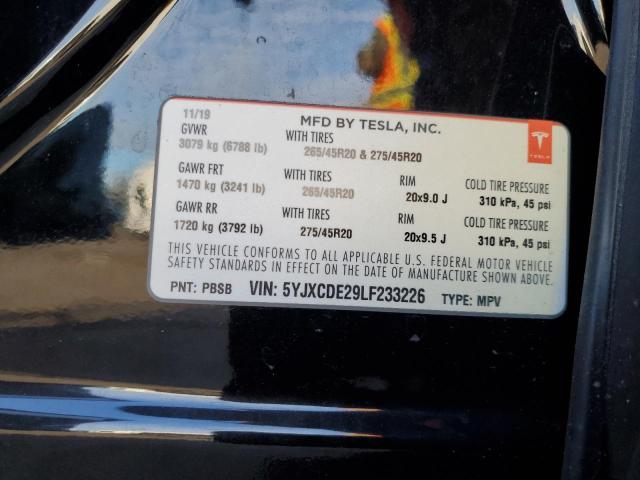 11/19 MFD BY TESLA, INC.
GVWR WITH TIRES
3079 kg (6788 lb) 265/45R20 & 275/45R20
TESLA
GAWR FRT WITH TIRES RIM COLD TIRE PRESSURE
1470 kg (3241 lb) 265/45R20 20x9.0 J 310 kPa, 45 psi
GAWR RR WITH TIRES RIM COLD TIRE PRESSURE
1720 kg (3792 lb) 275/45R20 20x9.5 J 310 kPa, 45 psi
THIS VEHICLE CONFORMS TO ALL APPLICABLE U.S. FEDERAL MOTOR VEHICLE
SAFETY STANDARDS IN EFFECT ON THE DATE OF MANUFACTURE SHOWN ABOVE.
PNT: PBSB VIN: 5YJXCDE29LF233226 TYPE: MPV